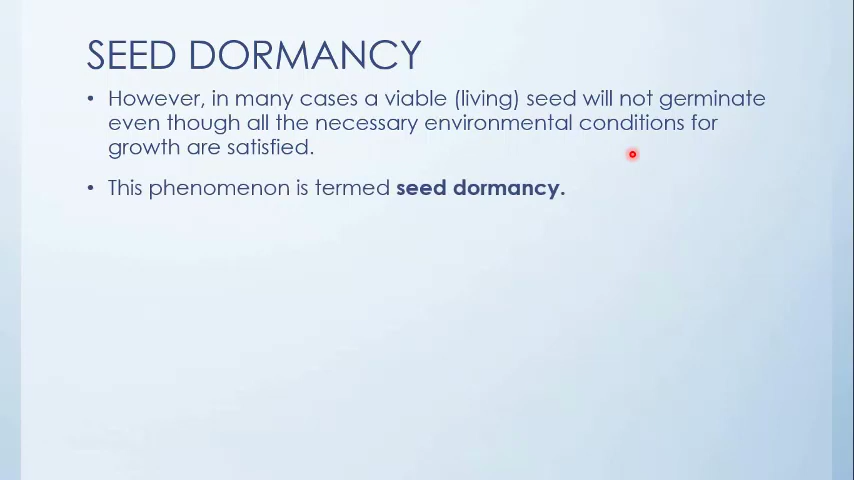 SEED DORMANCY
• However, in many cases a viable (living) seed will not germinate
even though all the necessary environmental conditions for
growth are satisfied.
• This phenomenon is termed seed dormancy.